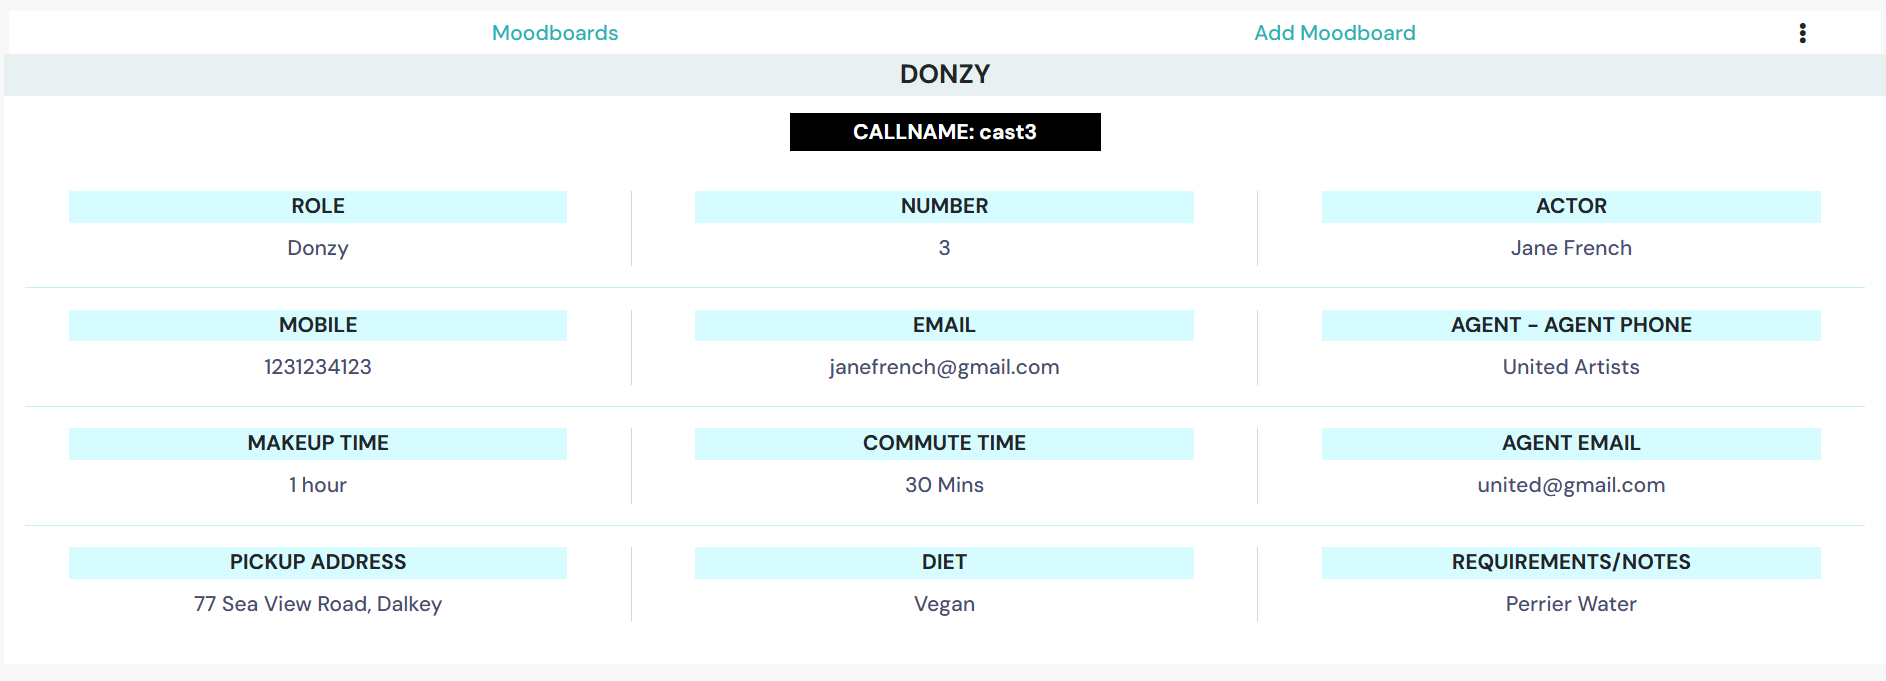 Moodboards Add Moodboard
DONZY
CALLNAME: cast3
ROLE NUMBER ACTOR
Donzy 3 Jane French
MOBILE EMAIL AGENT - AGENT PHONE
1231234123 janefrench@gmail.com United Artists
MAKEUP TIME COMMUTE TIME AGENT EMAIL
1 hour 30 Mins united@gmail.com
PICKUP ADDRESS DIET REQUIREMENTS/NOTES
77 Sea View Road, Dalkey Vegan Perrier Water